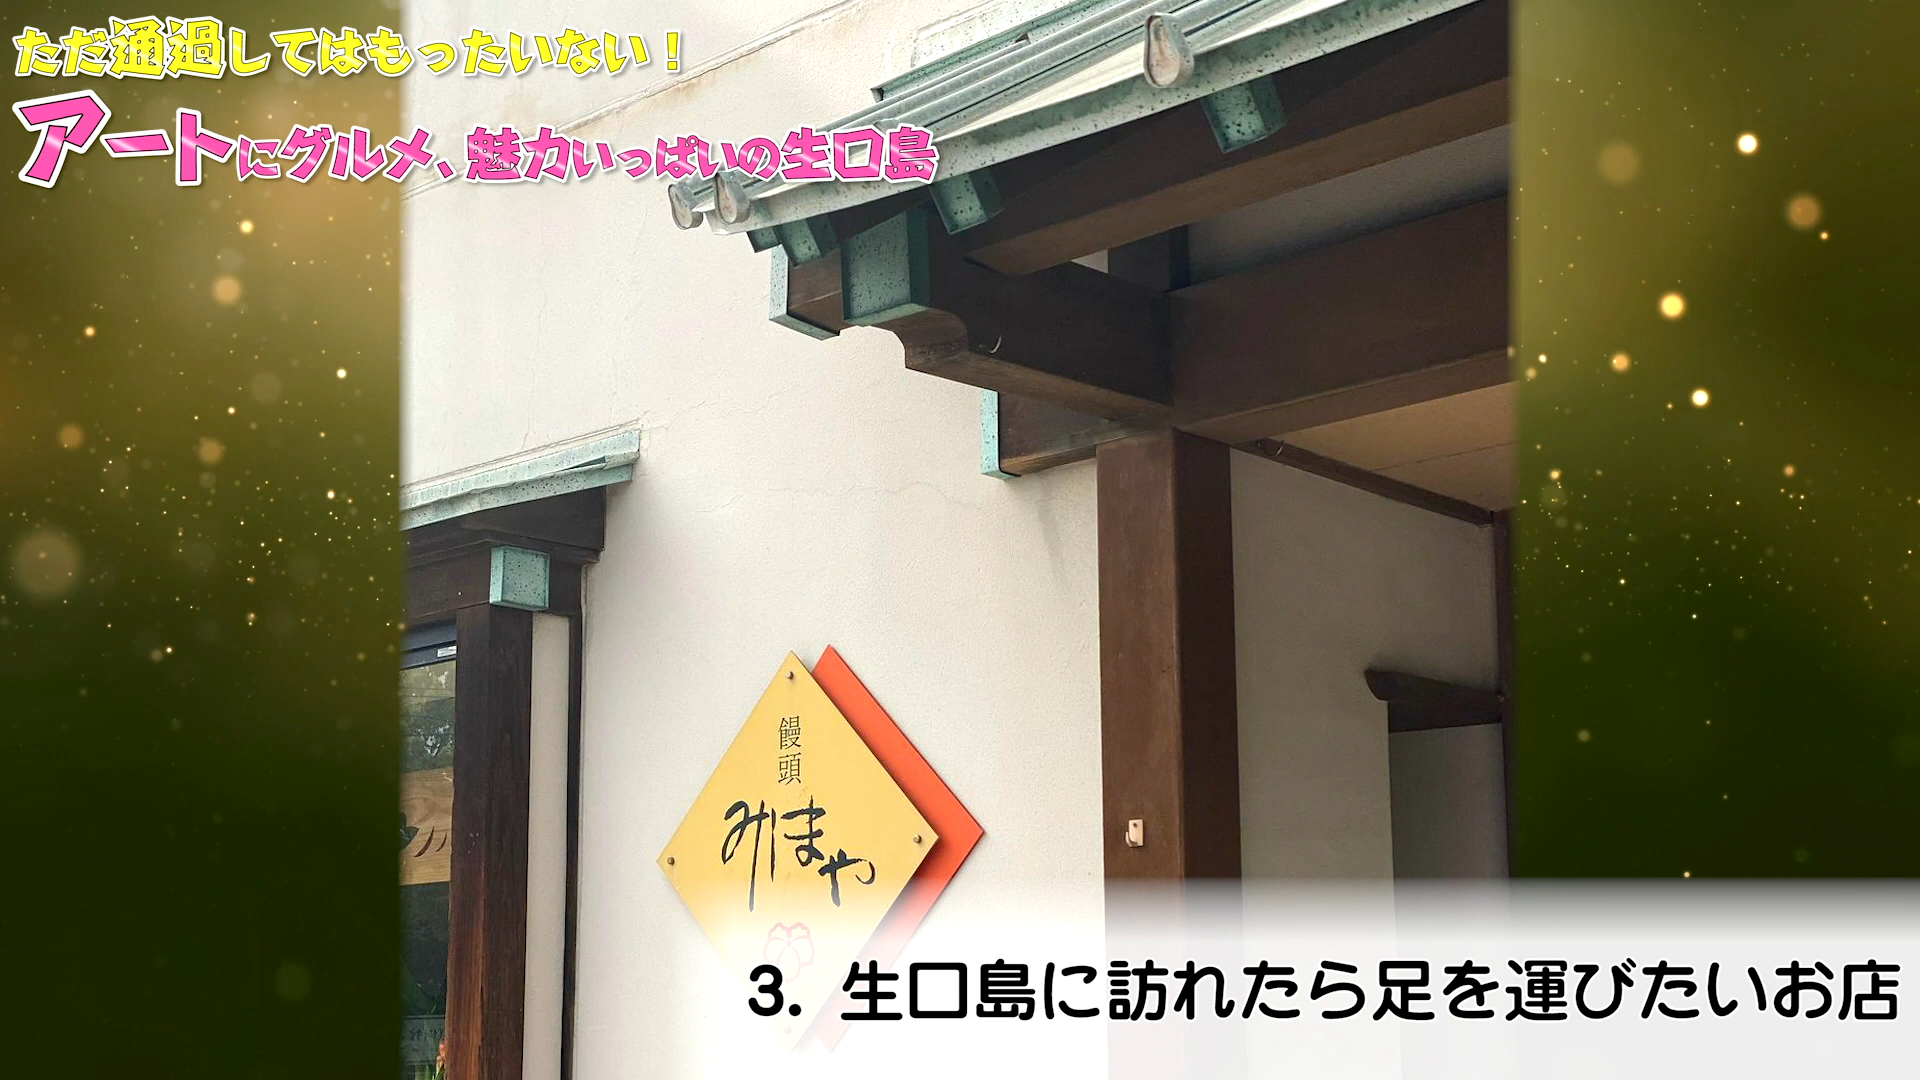 ただ通過してはもったいない！
アートにグルメ、魅力いっぱいの生口島
饅頭
みはまや
3. 生口島に訪れたら足を運びたいお店